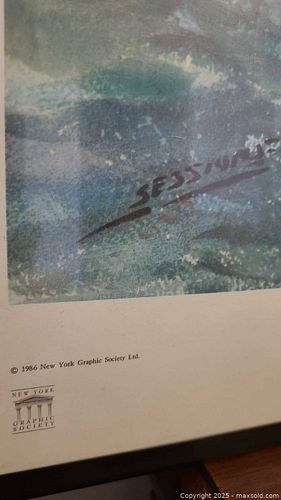 SESSIONS
© 1986 New York Graphic Society Ltd.
NEW YORK
GRAPHIC
SOCIETY
Copyright 2025 - maxsold.com